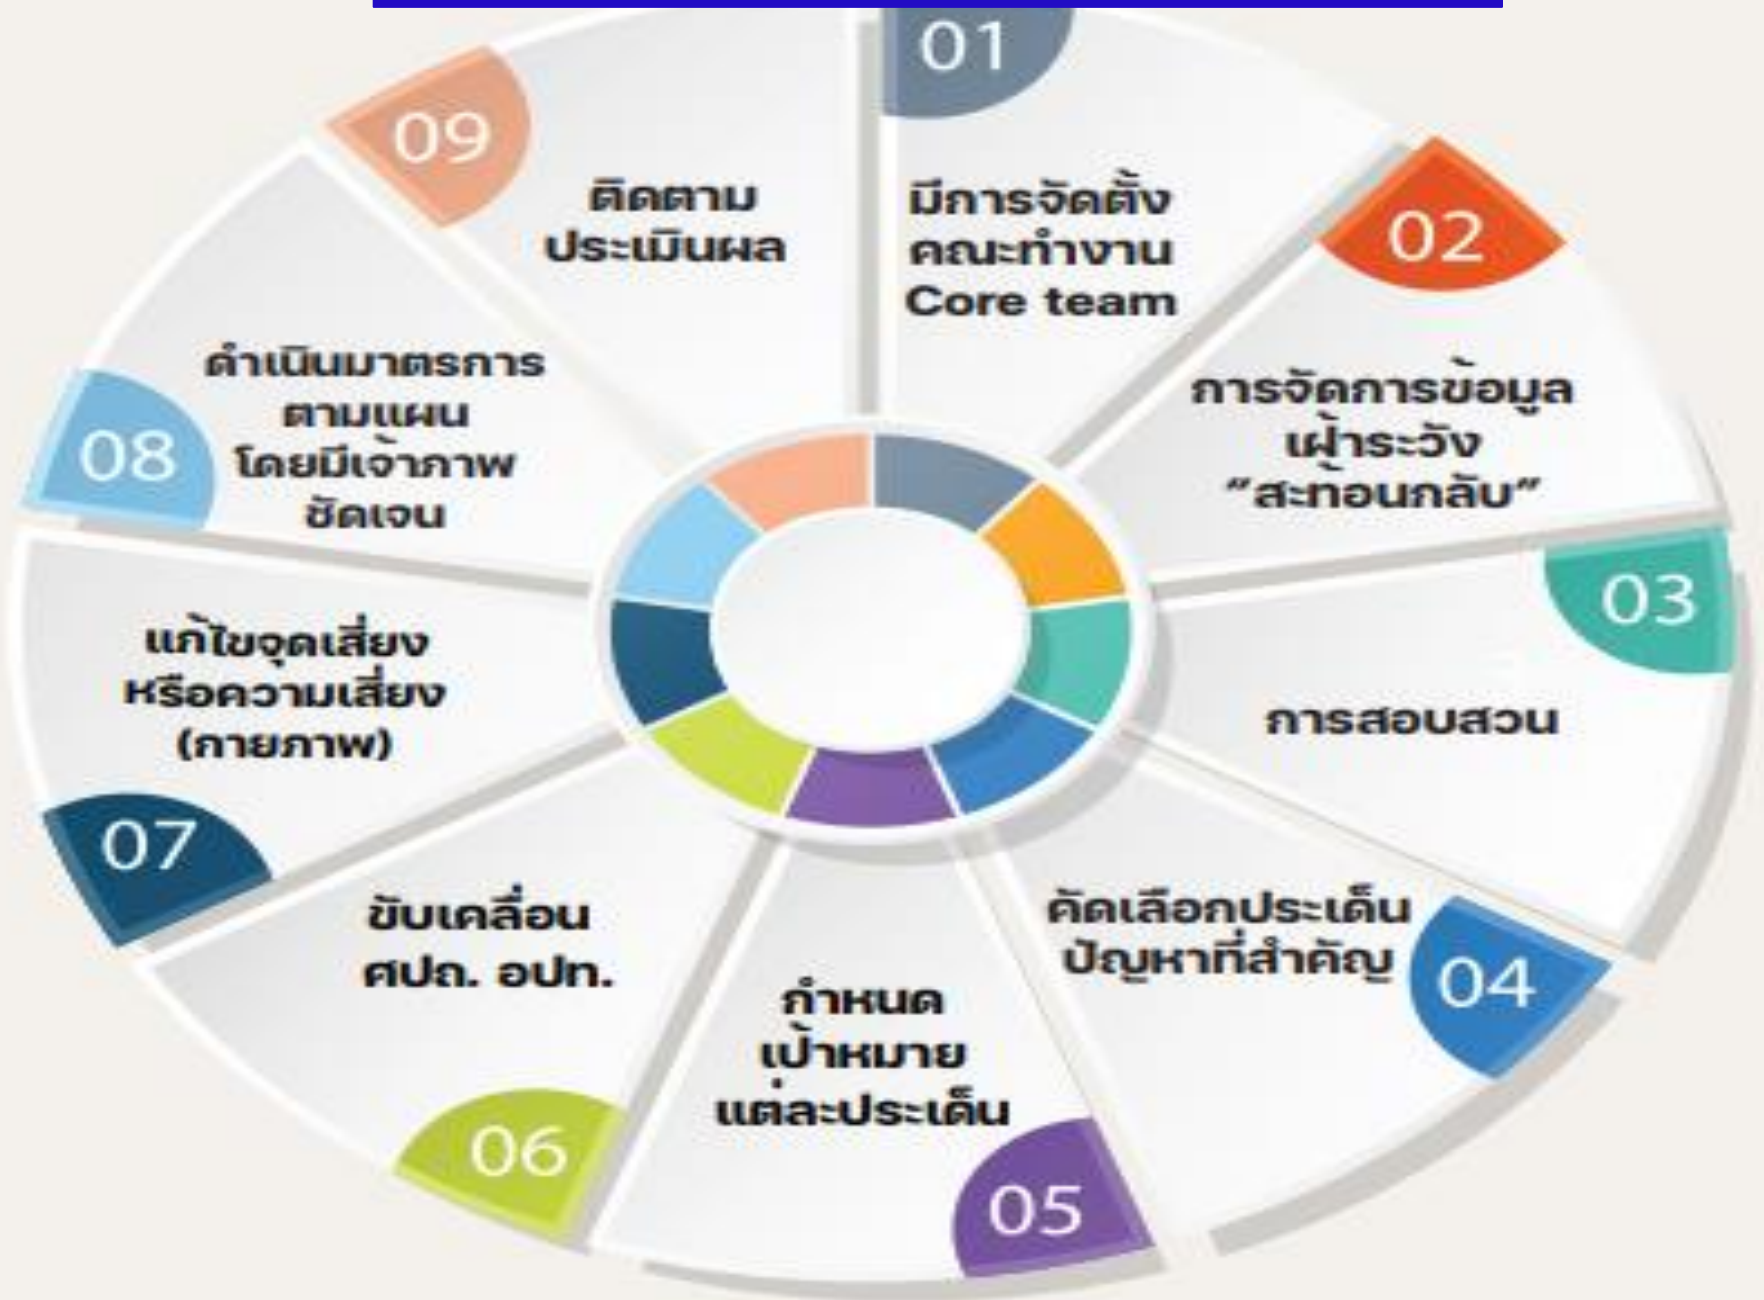 01
มีการจัดตั้ง
คณะทำงาน
Core team
02
การจัดการข้อมูล
เฝ้าระวัง
“สะท้อนกลับ”
03
การสอบสวน
04
คัดเลือกประเด็น
ปัญหาที่สำคัญ
05
กำหนด
เป้าหมาย
แต่ละประเด็น
06
ขับเคลื่อน
ศปถ. อปท.
07
แก้ไขจุดเสี่ยง
หรือความเสี่ยง
(กายภาพ)
08
ดำเนินมาตรการ
ตามแผน
โดยมีเจ้าภาพ
ชัดเจน
09
ติดตาม
ประเมินผล